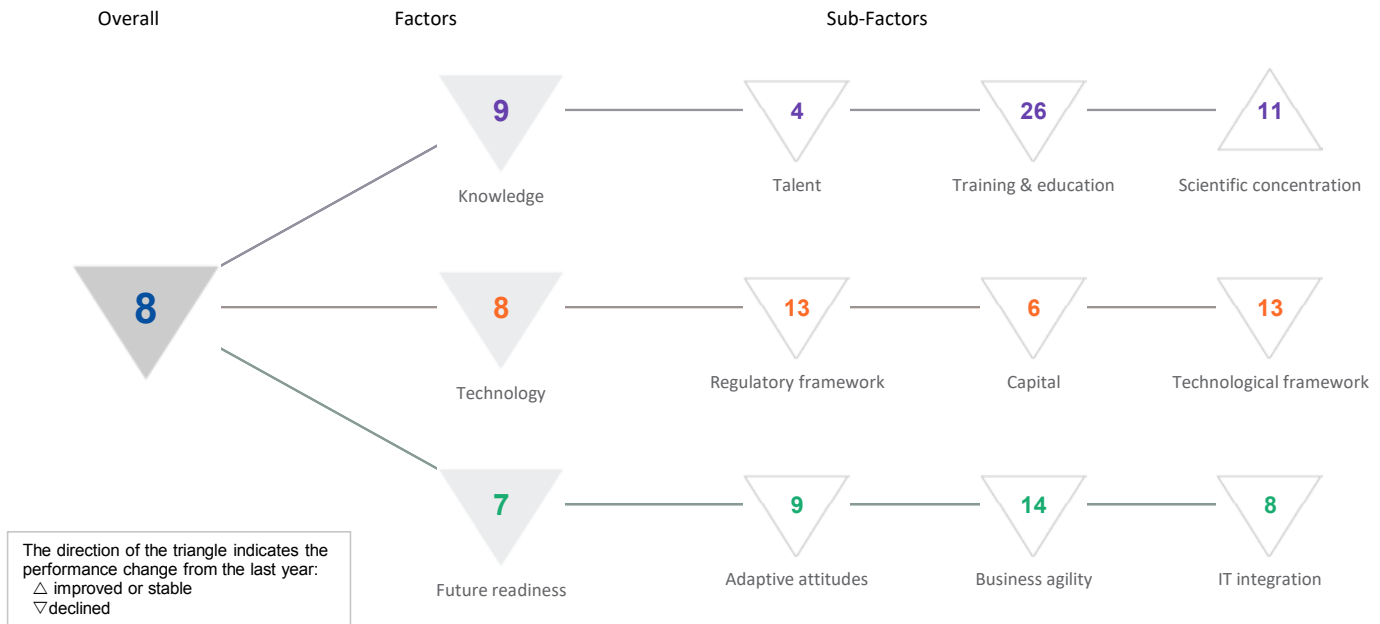 Overall
Factors
Sub-Factors
9
4
26
11
Knowledge
Talent
Training & education
Scientific concentration
8
8
13
6
13
Technology
Regulatory framework
Capital
Technological framework
7
9
14
8
Future readiness
Adaptive attitudes
Business agility
IT integration
The direction of the triangle indicates the
performance change from the last year:
△ improved or stable
▽declined